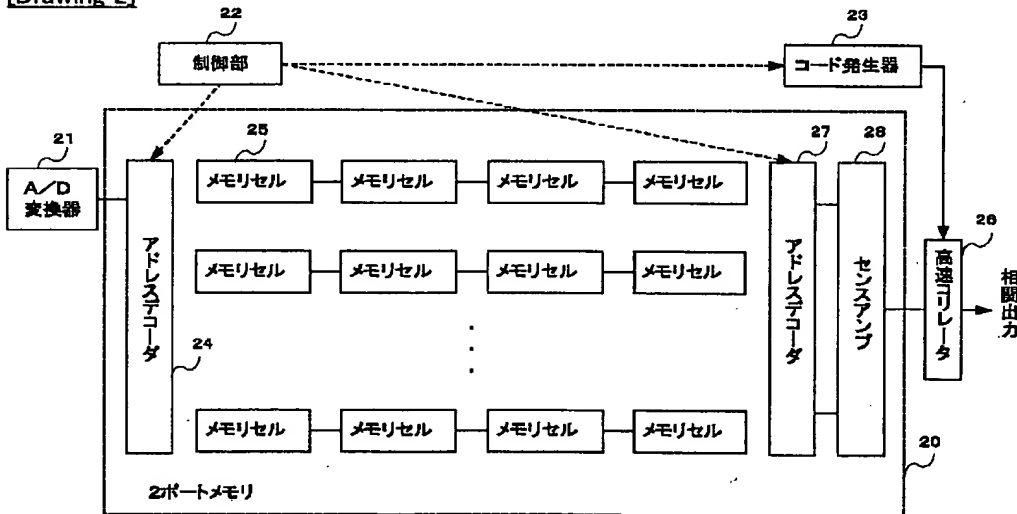 [Drawing 2]
22
制御部
23
コード発生器
21
A/D
変換器
25
メモリセル メモリセル メモリセル メモリセル
27
28
アドレスデコーダ
24
メモリセル メモリセル メモリセル メモリセル
アドレスデコーダ
センスアンプ
26
高速コリレータ
相関出力
メモリセル メモリセル メモリセル メモリセル
20
2ポートメモリ